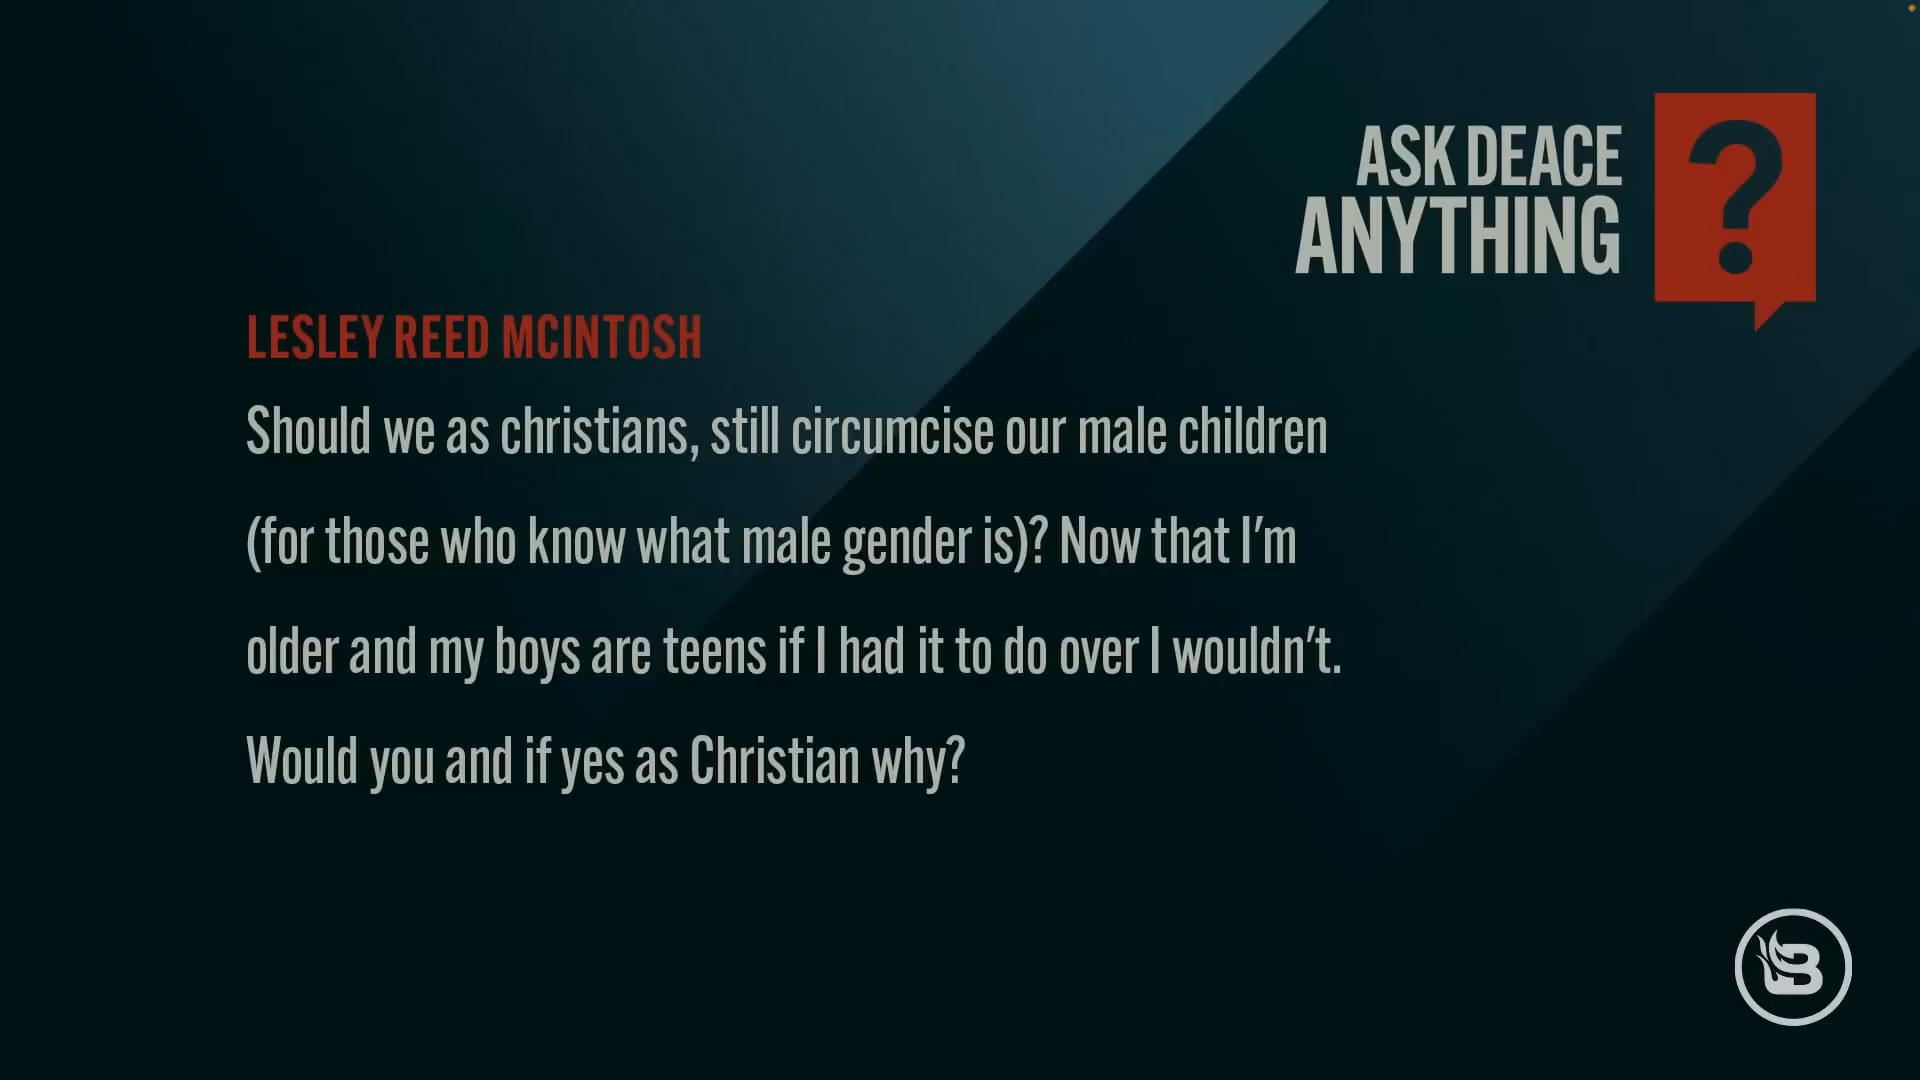 ASK DEACE
ANYTHING
?
LESLEY REED MCINTOSH
Should we as christians, still circumcise our male children
(for those who know what male gender is)? Now that I'm
older and my boys are teens if I had it to do over I wouldn't.
Would you and if yes as Christian why?
B